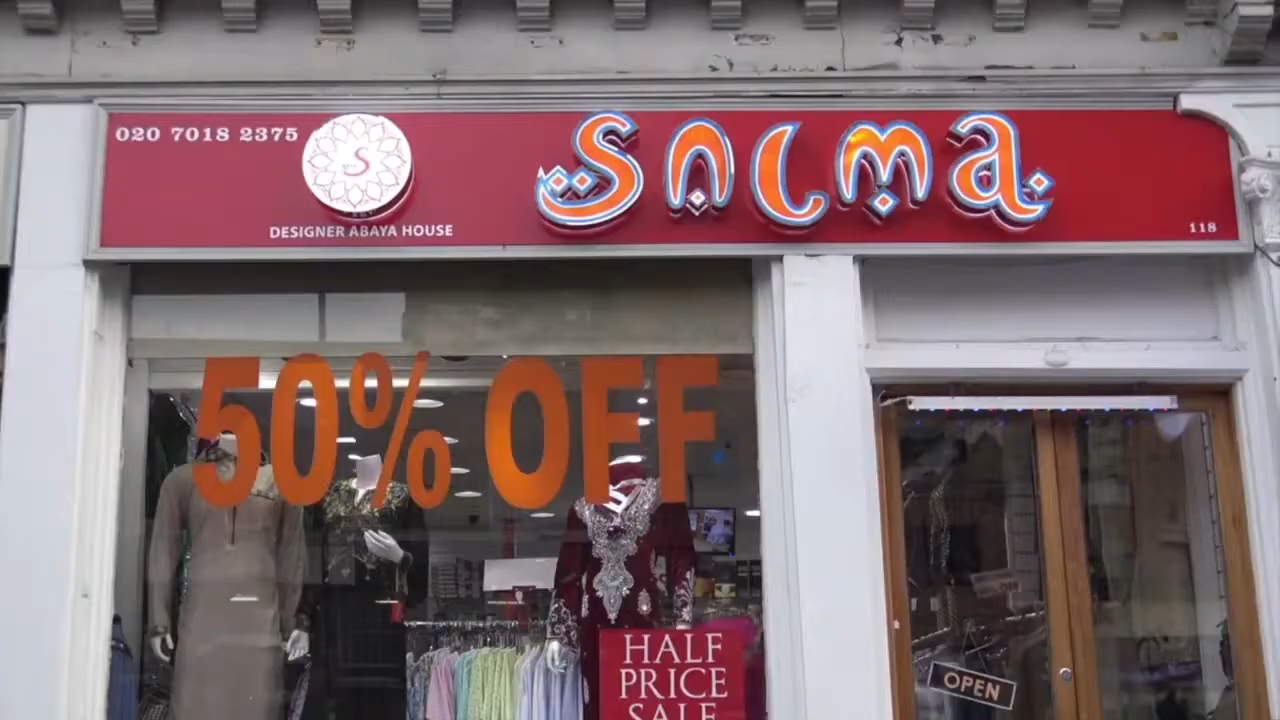 020 7018 2375
S
DESIGNER ABAYA HOUSE
Salma
118
50% OFF
HALF
PRICE
SALE
OPEN